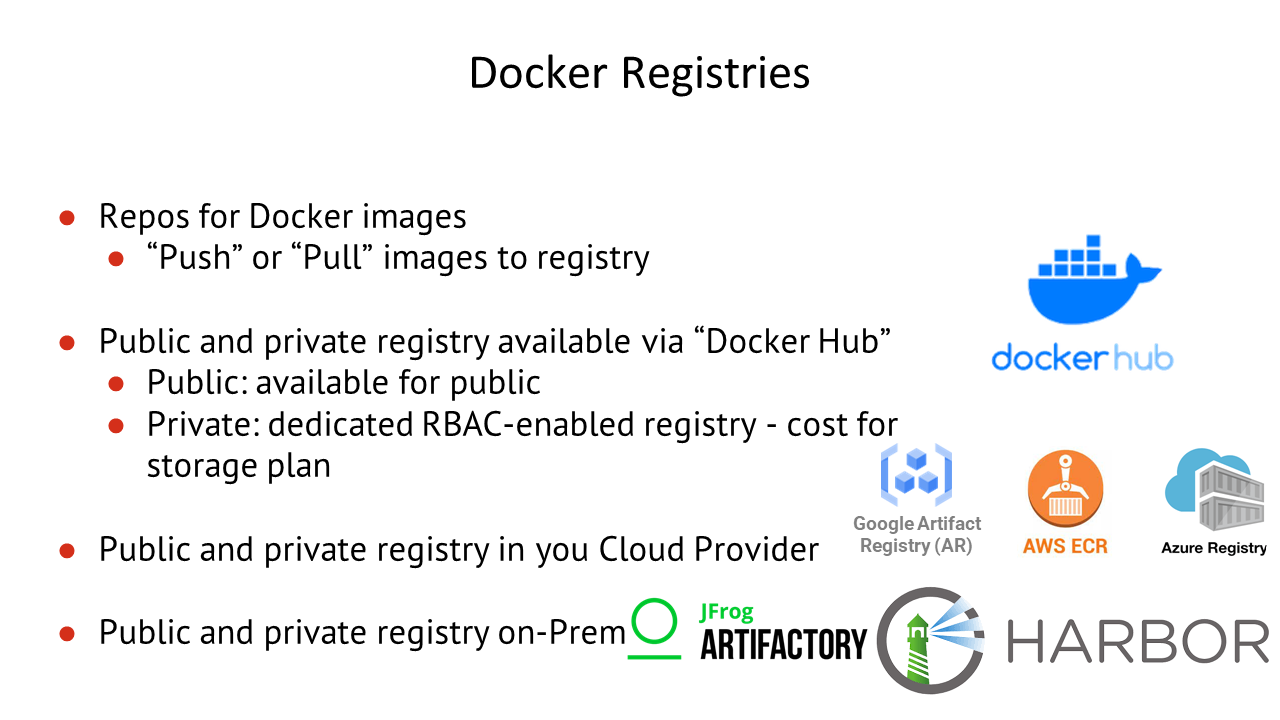 Docker Registries
● Repos for Docker images
● “Push” or “Pull” images to registry
● Public and private registry available via “Docker Hub”
● Public: available for public
● Private: dedicated RBAC-enabled registry - cost for
storage plan
● Public and private registry in you Cloud Provider
● Public and private registry on-Prem
docker hub
Google Artifact
Registry (AR)
AWS ECR
Azure Registry
JFrog
ARTIFACTORY
HARBOR